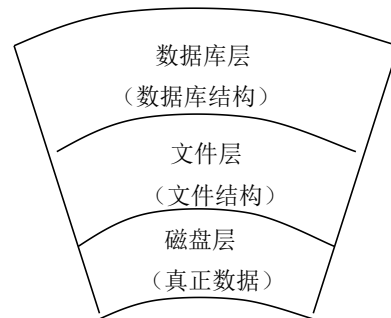 数据库层
（数据库结构）
文件层
（文件结构）
磁盘层
（真正数据）